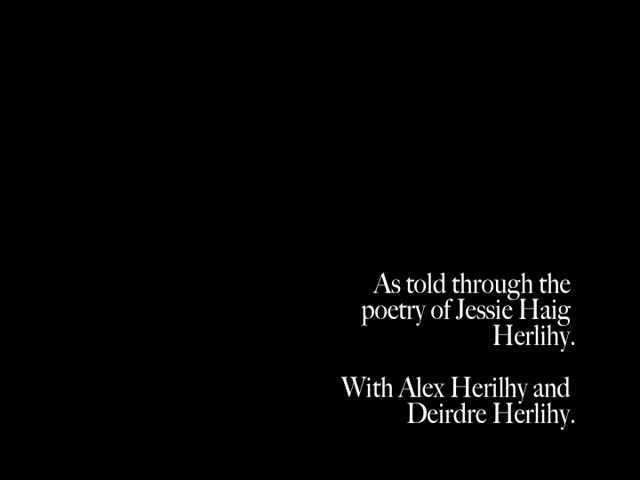 As told through the
poetry of Jessie Haig
Herlihy.
With Alex Herilhy and
Deirdre Herlihy.